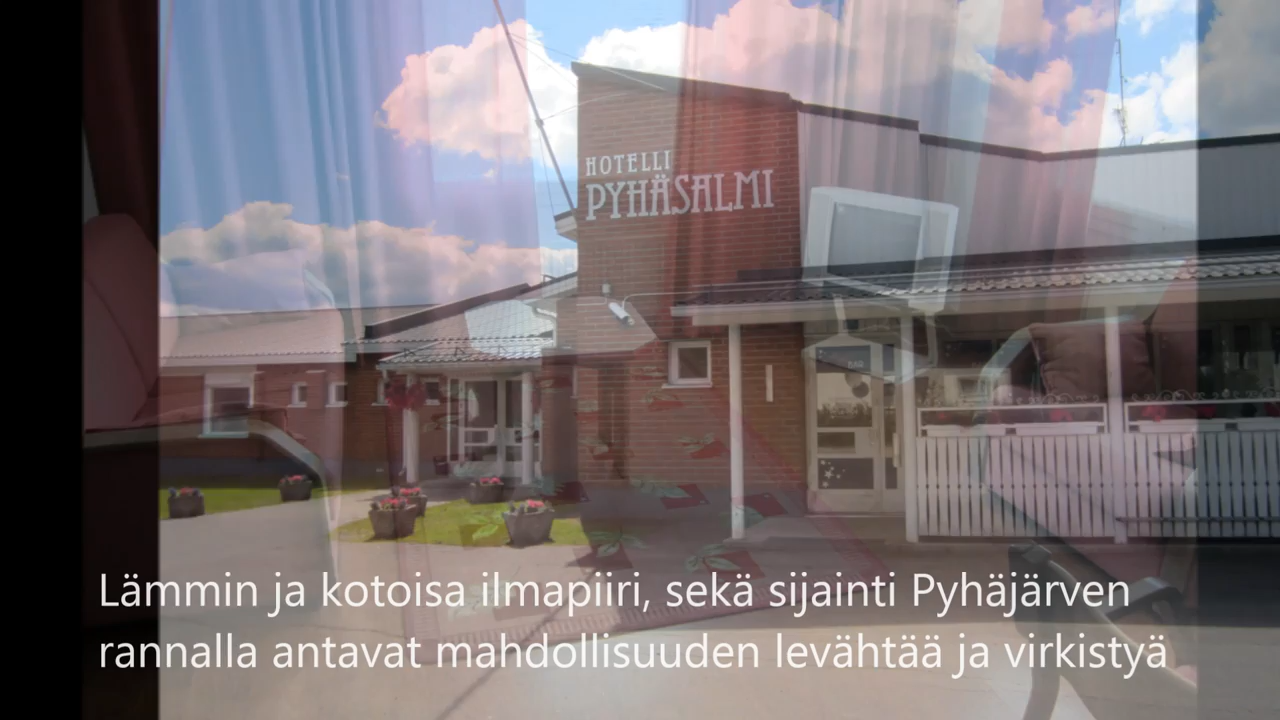 HOTELLI
PYHÄSALMI
Lämmin ja kotoisa ilmapiiri, sekä sijainti Pyhäjärven
rannalla antavat mahdollisuuden levähtää ja virkistyä